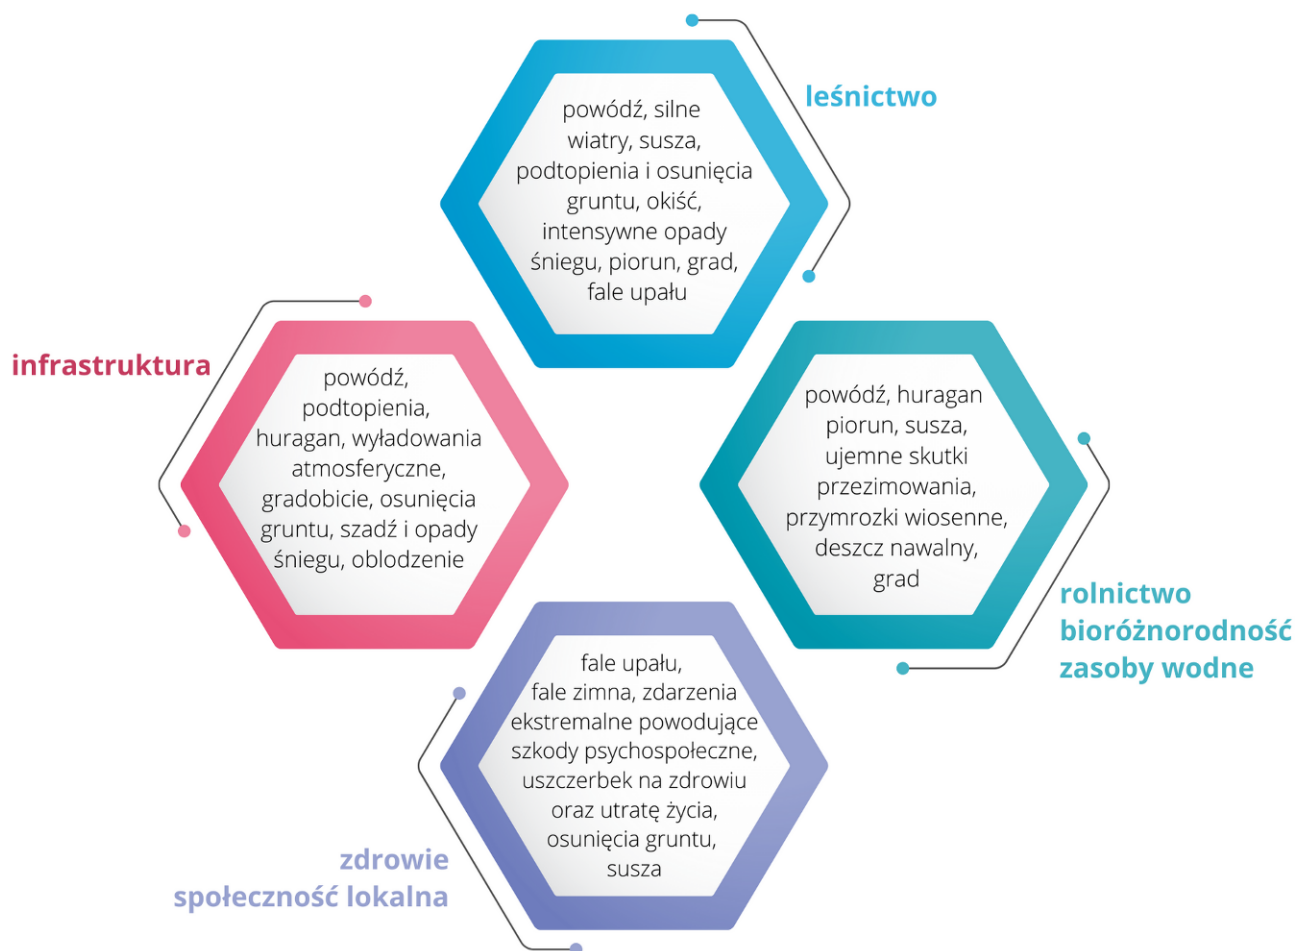 leśnictwo
powódź, silne
wiatry, susza,
podtopienia i osunięcia
gruntu, okiść,
intensywne opady
śniegu, piorun, grad,
fale upału
infrastruktura
powódź,
podtopienia,
huragan, wyładowania
atmosferyczne,
gradobicie, osunięcia
gruntu, szadź i opady
śniegu, oblodzenie
powódź, huragan
piorun, susza,
ujemne skutki
przezimowania,
przymrozki wiosenne,
deszcz nawalny,
grad
rolnictwo
bioróżnorodność
zasoby wodne
fale upału,
fale zimna, zdarzenia
ekstremalne powodujące
szkody psychospołeczne,
uszczerbek na zdrowiu
oraz utratę życia,
osunięcia gruntu,
susza
zdrowie
społeczność lokalna